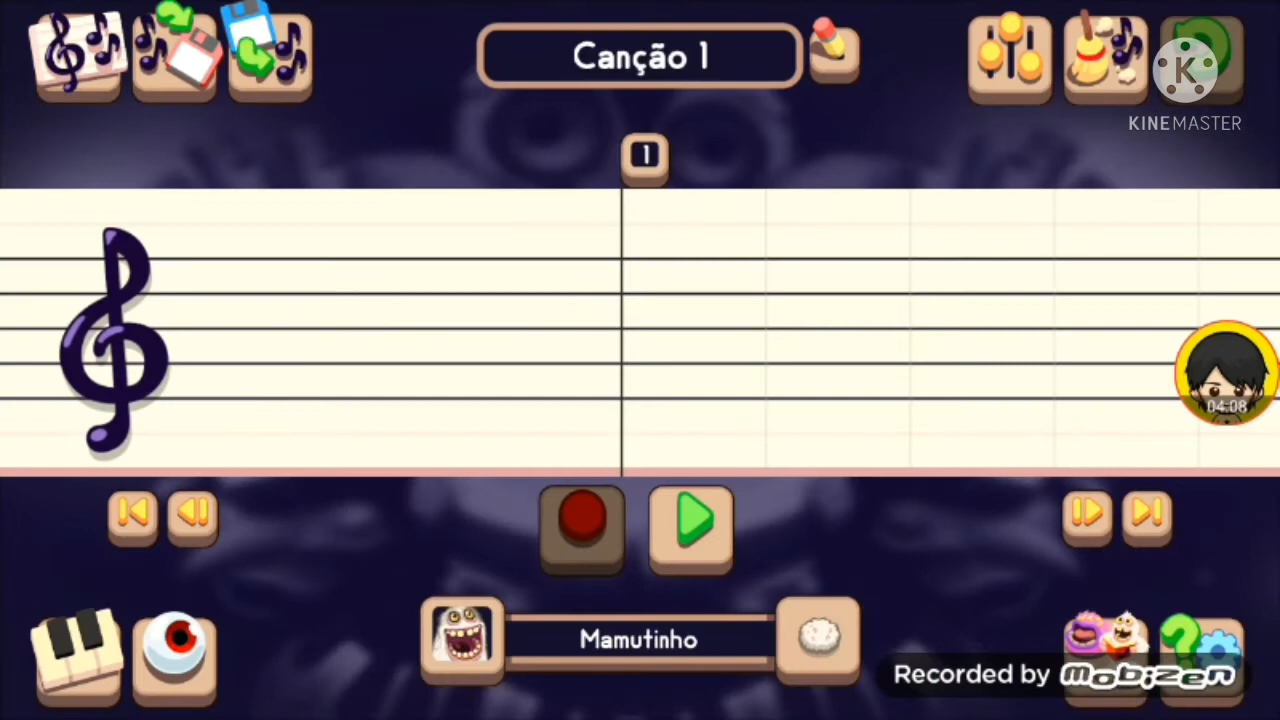 Canção 1
KINEMASTER
K
1
04:08
Mamutinho
Recorded by mobizen